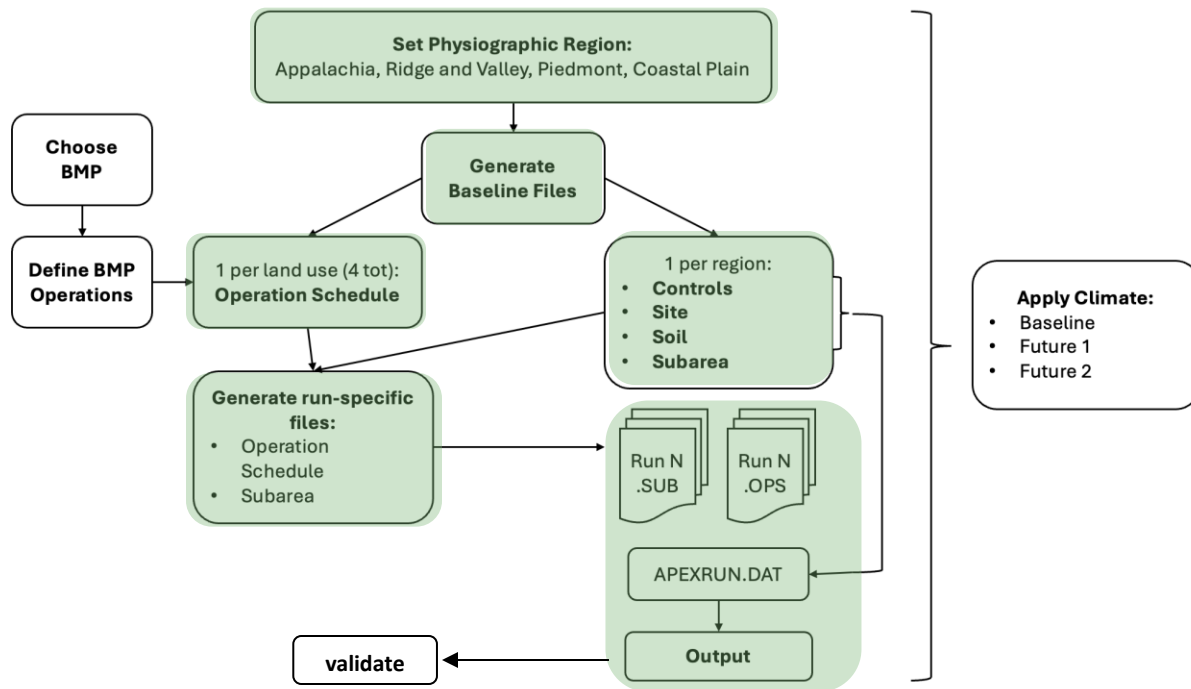 Set Physiographic Region:
Appalachia, Ridge and Valley, Piedmont, Coastal Plain
Choose
BMP
Generate
Baseline Files
Define BMP
Operations
1 per land use (4 tot):
Operation Schedule
1 per region:
• Controls
• Site
• Soil
• Subarea
Apply Climate:
• Baseline
• Future 1
• Future 2
Generate run-specific
files:
• Operation
Schedule
• Subarea
Run N
.SUB
Run N
.OPS
APEXRUN.DAT
Output
validate